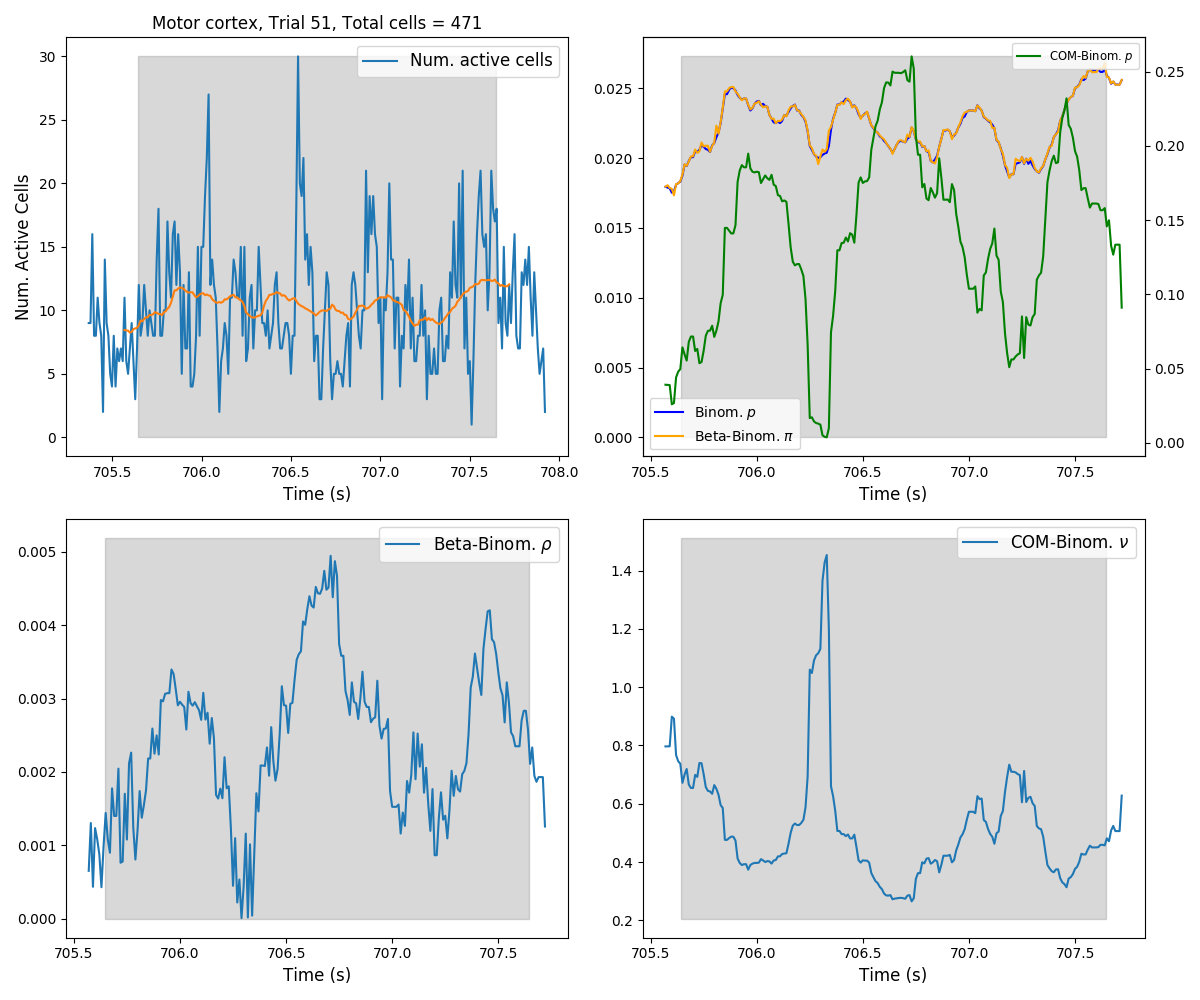 Motor cortex, Trial 51, Total cells = 471
Num. active cells
Num. Active Cells
30
25
20
15
10
5
0
705.5 706.0 706.5 707.0 707.5 708.0
Time (s)
COM-Binom. p
Binom. p
Beta-Binom. π
0.025
0.020
0.015
0.010
0.005
0.000
0.25
0.20
0.15
0.10
0.05
0.00
705.5 706.0 706.5 707.0 707.5
Time (s)
Beta-Binom. ρ
0.005
0.004
0.003
0.002
0.001
0.000
705.5 706.0 706.5 707.0 707.5
Time (s)
COM-Binom. ν
1.4
1.2
1.0
0.8
0.6
0.4
0.2
705.5 706.0 706.5 707.0 707.5
Time (s)